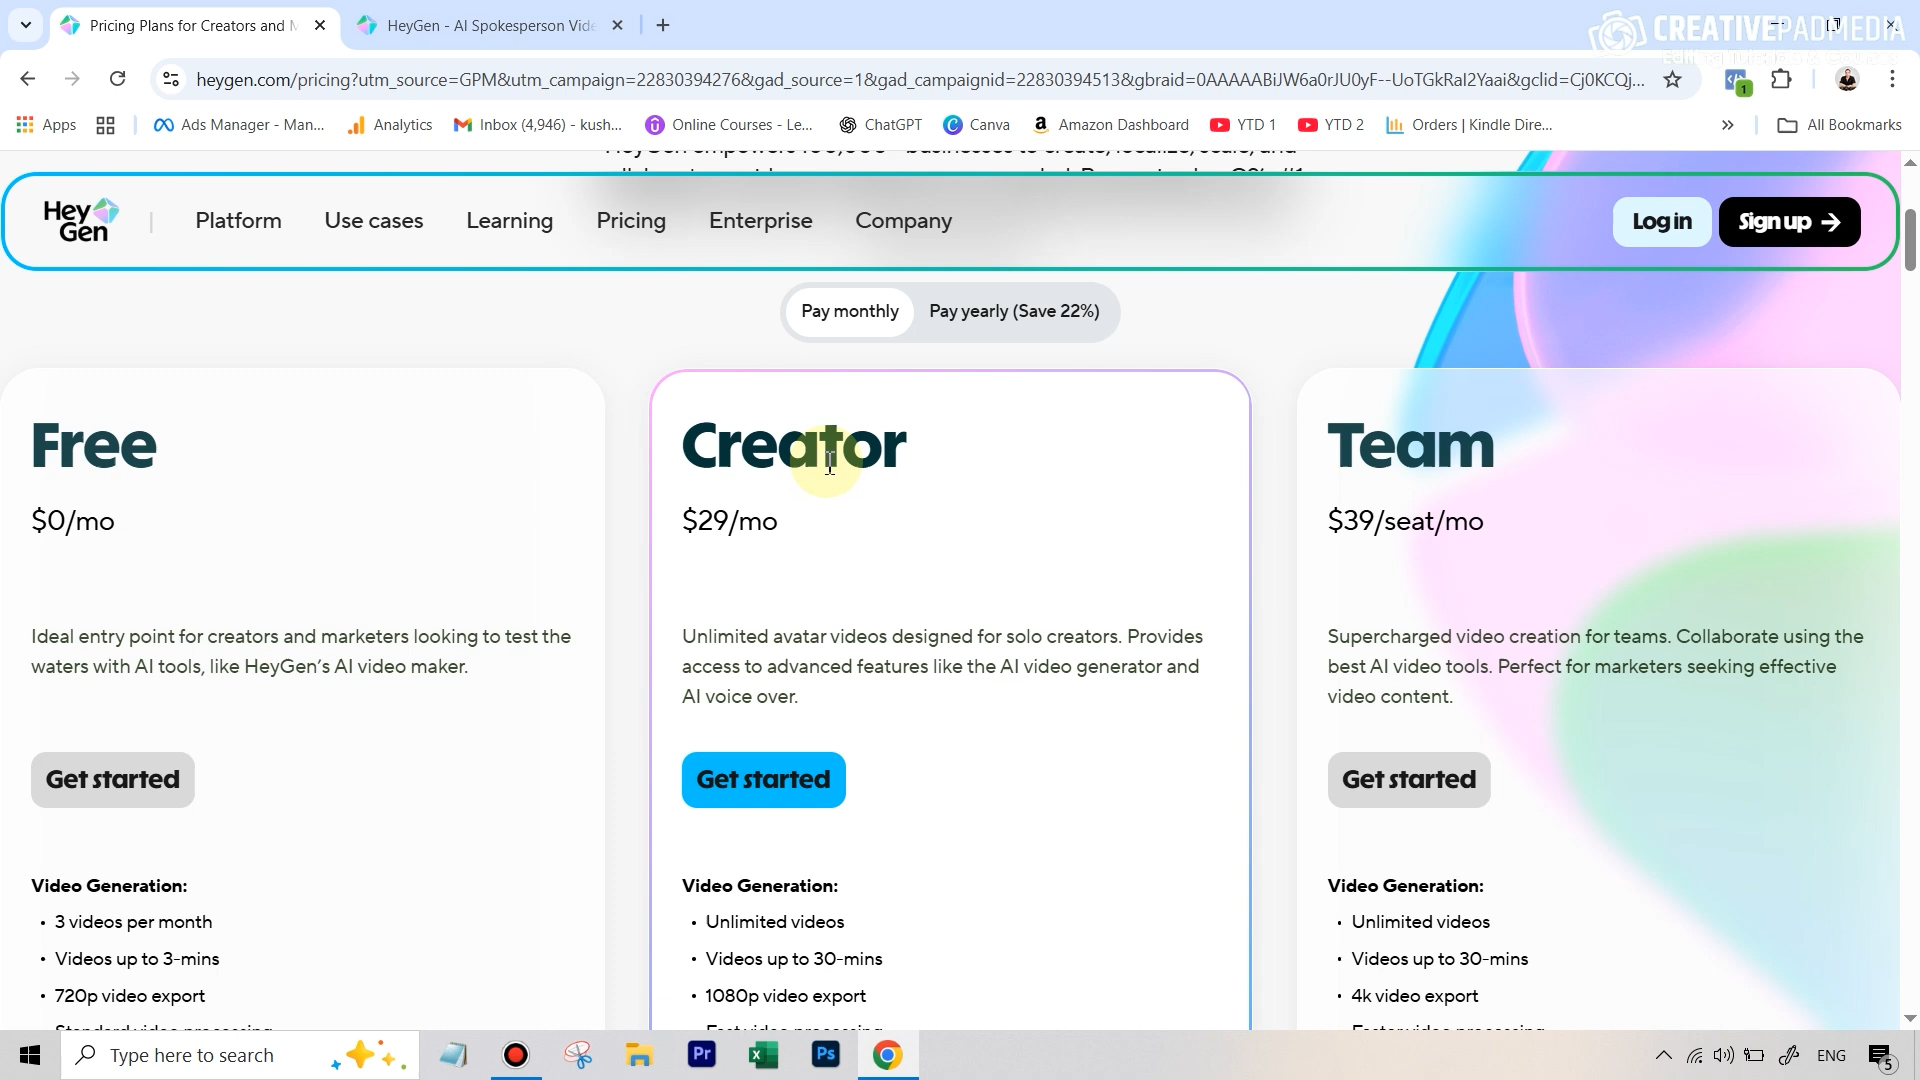 Pricing Plans for Creators and M
HeyGen - AI Spokesperson Vide
CREATIVEPADMEDIA
heygen.com/pricing?utm_source=GPM&utm_campaign=22830394276&gad_source=1&gad_campaignid=22830394513&gbraid=0AAAAABiJW6a0rJU0yF--UoTGkRal2Yaai&gclid=Cj0KCQj...
1
Apps
Ads Manager - Man...
Analytics
Inbox (4,946) - kush...
Online Courses - Le...
ChatGPT
Canva
Amazon Dashboard
YTD 1
YTD 2
Orders | Kindle Dire...
All Bookmarks
HeyGen
Platform
Use cases
Learning
Pricing
Enterprise
Company
Log in
Sign up →
Pay monthly
Pay yearly (Save 22%)
Free
$0/mo
Ideal entry point for creators and marketers looking to test the
waters with AI tools, like HeyGen's AI video maker.
Get started
Video Generation:
• 3 videos per month
• Videos up to 3-mins
• 720p video export
Creator
$29/mo
Unlimited avatar videos designed for solo creators. Provides
access to advanced features like the AI video generator and
AI voice over.
Get started
Video Generation:
• Unlimited videos
• Videos up to 30-mins
• 1080p video export
Team
$39/seat/mo
Supercharged video creation for teams. Collaborate using the
best AI video tools. Perfect for marketers seeking effective
video content.
Get started
Video Generation:
• Unlimited videos
• Videos up to 30-mins
• 4k video export
Type here to search
Pr
Ps
ENG
5